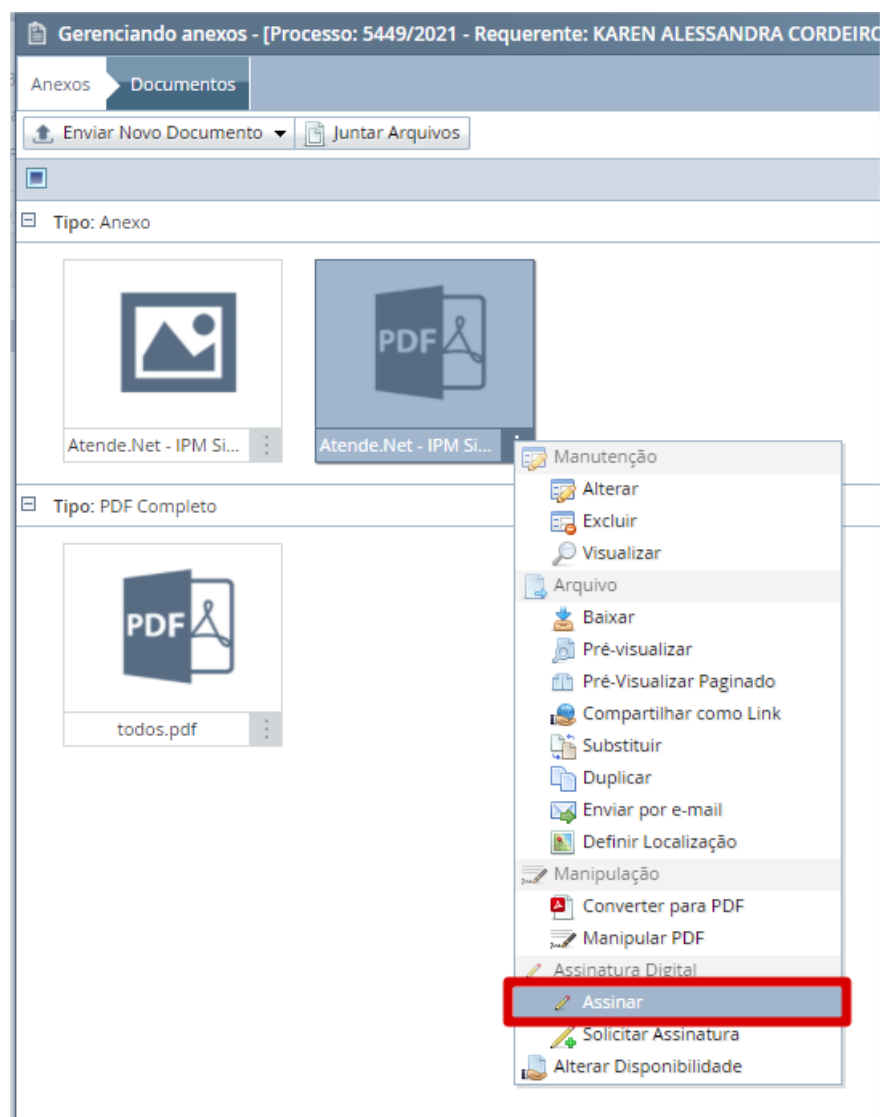 Gerenciando anexos - [Processo: 5449/2021 - Requerente: KAREN ALESSANDRA CORDEIRO
Anexos Documentos
Enviar Novo Documento Juntar Arquivos
Tipo: Anexo
PDF
Atende.Net - IPM Si... Atende.Net - IPM Si...
Manutenção
Alterar
Excluir
Visualizar
Arquivo
Baixar
Pré-visualizar
Pré-Visualizar Paginado
Compartilhar como Link
Substituir
Duplicar
Enviar por e-mail
Definir Localização
Manipulação
Converter para PDF
Manipular PDF
Assinatura Digital
Assinar
Solicitar Assinatura
Alterar Disponibilidade
Tipo: PDF Completo
PDF
todos.pdf